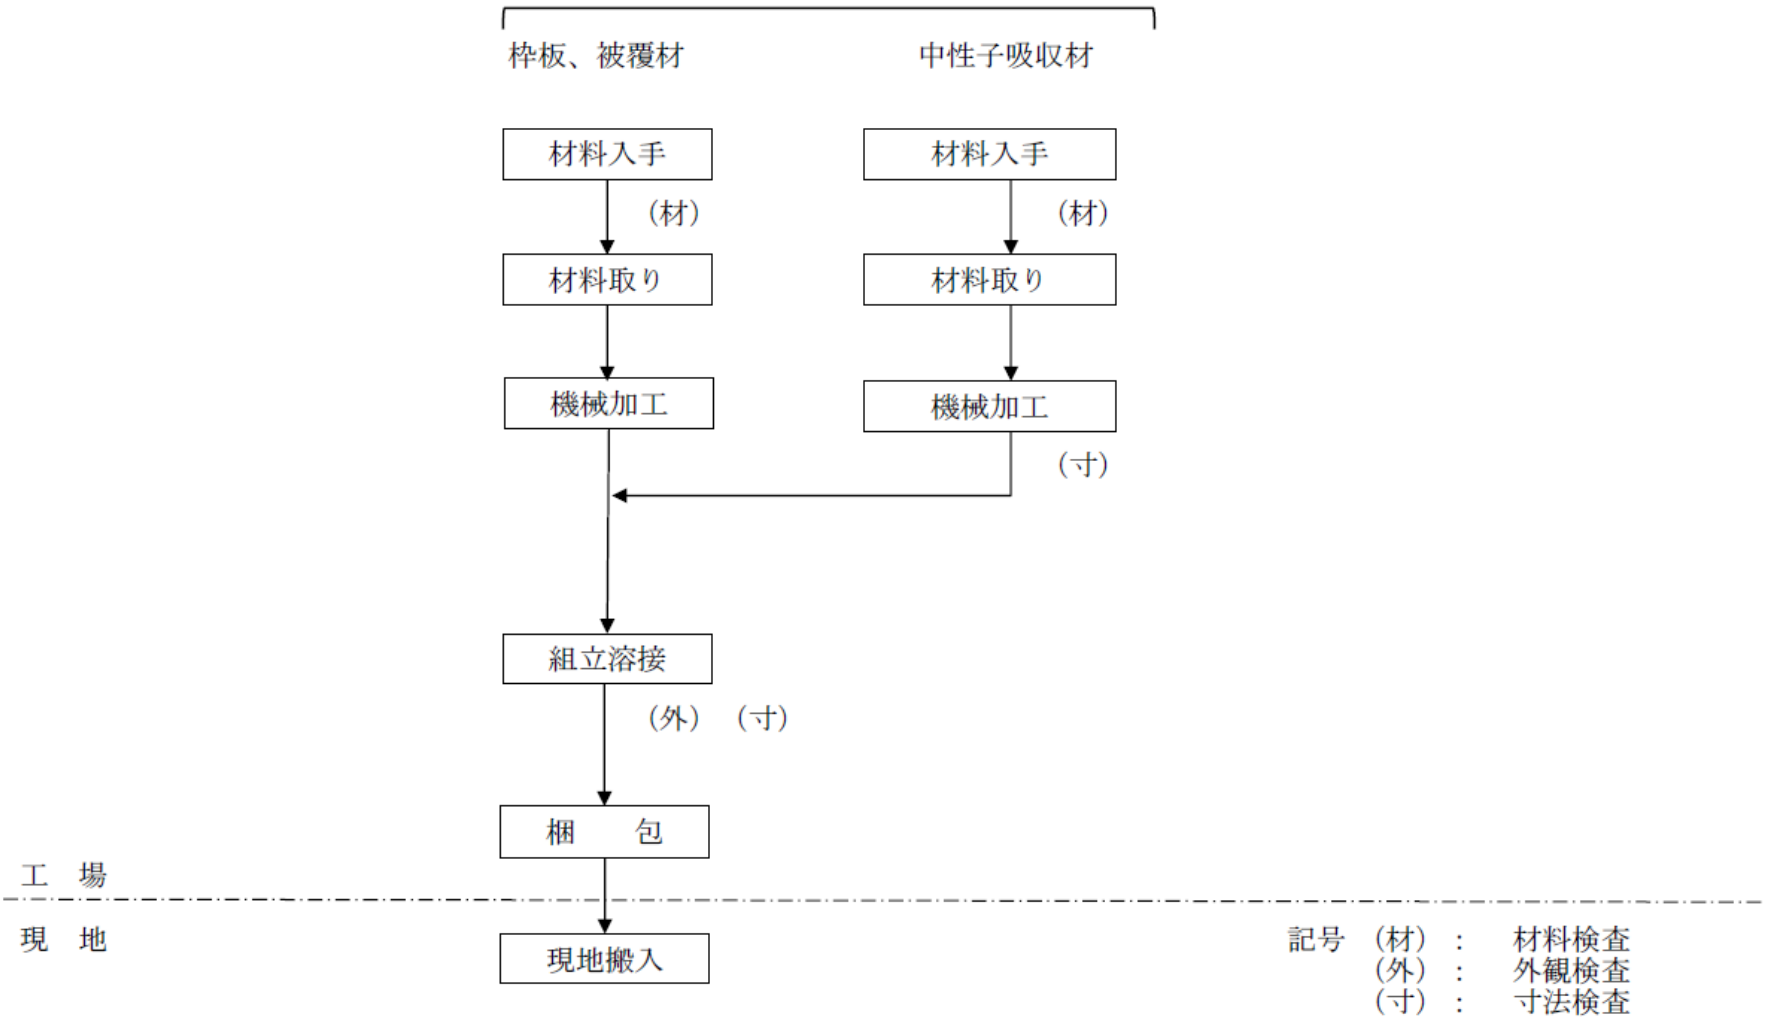 枠板、被覆材　中性子吸収材
材料入手　材料入手
（材）　（材）
材料取り　材料取り
機械加工　機械加工
（寸）
組立溶接
（外）（寸）
梱　包
工　場
現　地
現地搬入
記号　（材）：　材料検査
（外）：　外観検査
（寸）：　寸法検査